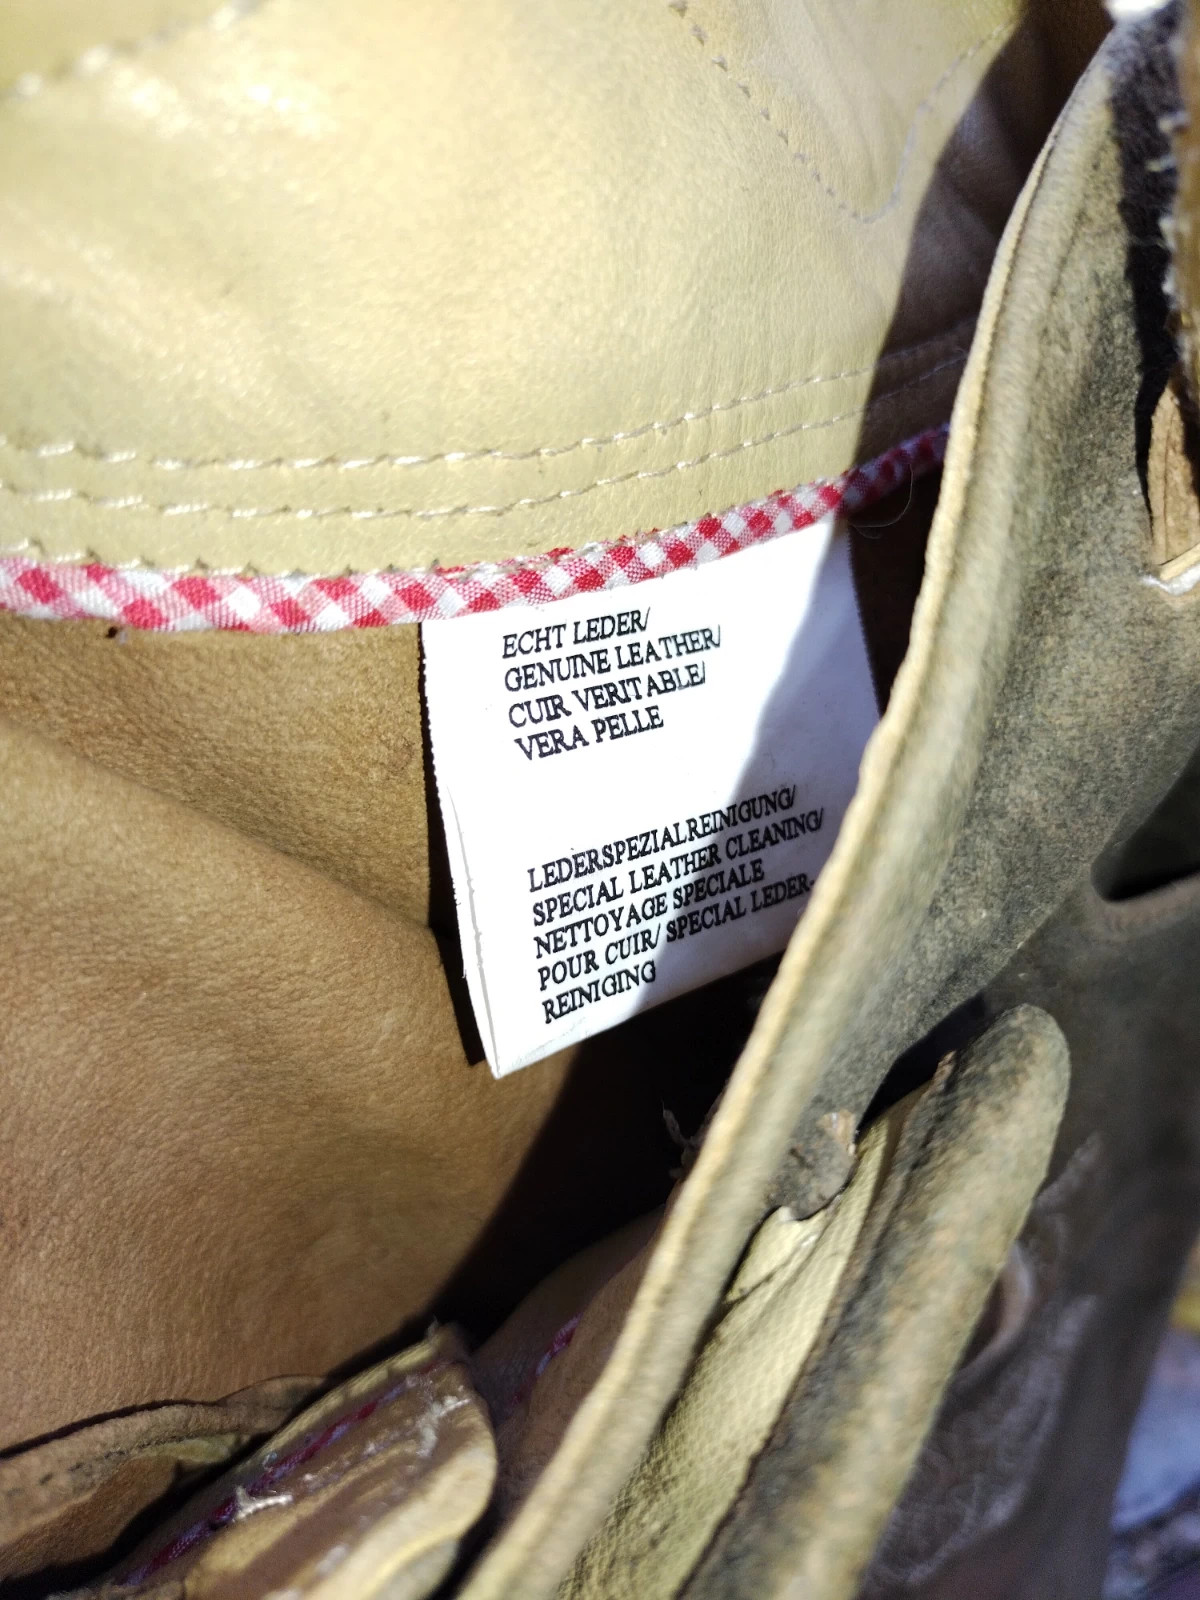 ECHT LEDER/
GENUINE LEATHER/
CUIR VERITABLE/
VERA PELLE
LEDERSPEZIALREINIGUNG/
SPECIAL LEATHER CLEANING/
NETTOYAGE SPECIALE
POUR CUIR/ SPECIAL LEDER-
REINIGING